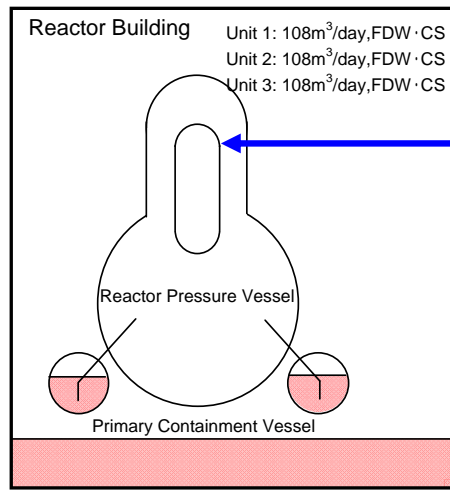 Reactor Building
Unit 1: 108m³/day,FDW·CS
Unit 2: 108m³/day,FDW·CS
Unit 3: 108m³/day,FDW·CS
Reactor Pressure Vessel
Primary Containment Vessel